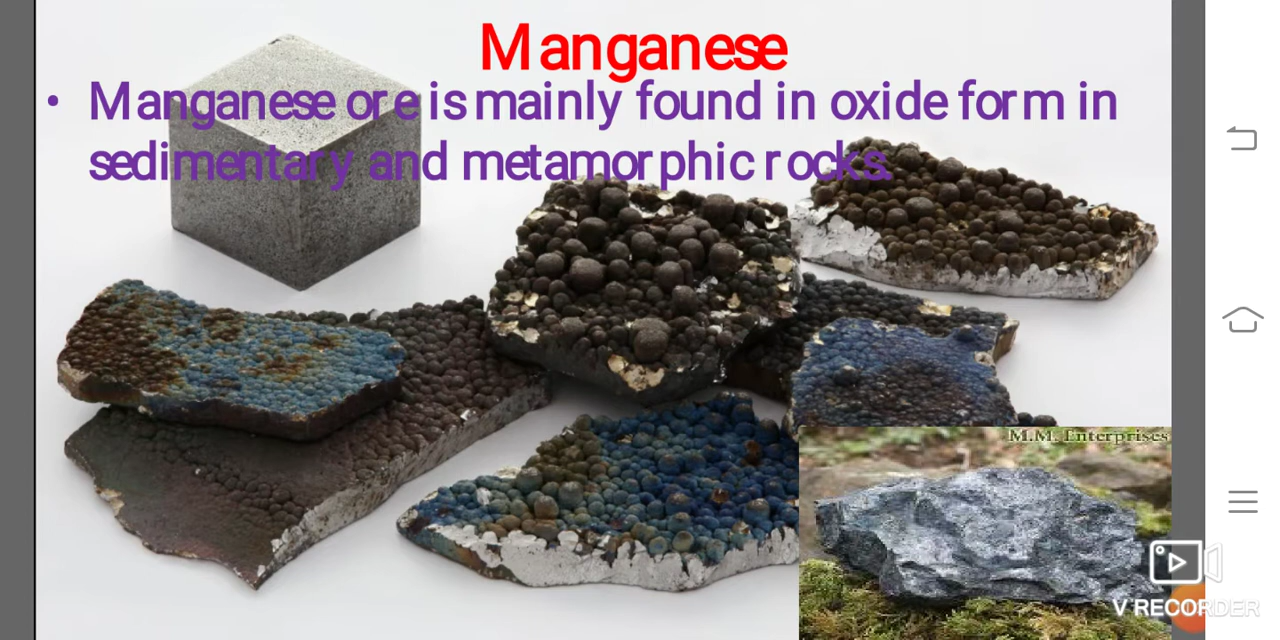 Manganese
• Manganese ore is mainly found in oxide form in
sedimentary and metamorphic rocks.
M.M. Enterprises
V RECORDER